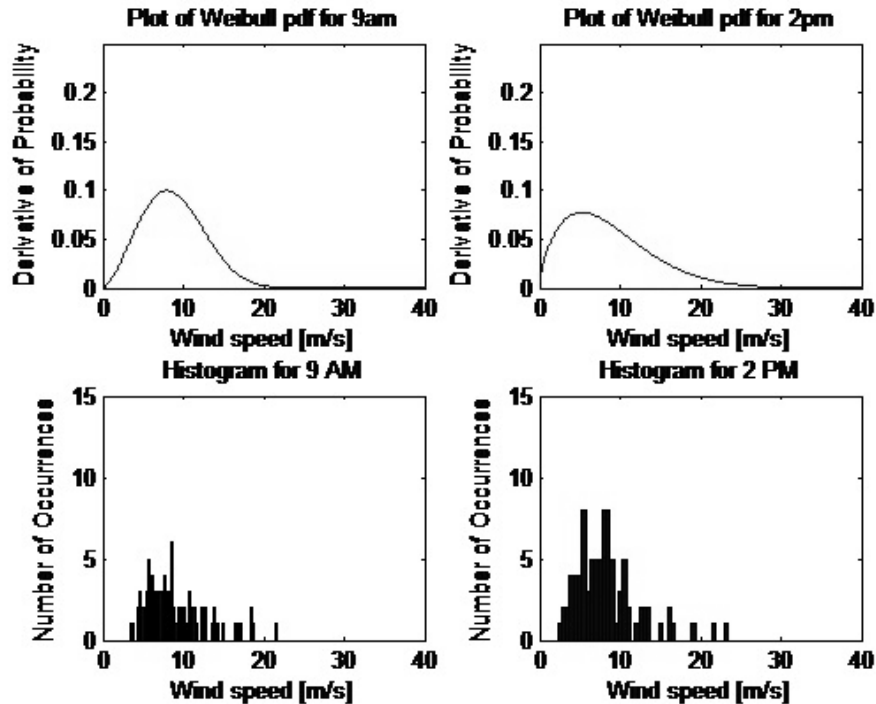 Plot of Weibull pdf for 9am
Derivative of Probability
0.2
0.15
0.1
0.05
0
0 10 20 30 40
Wind speed [m/s]
Plot of Weibull pdf for 2pm
Derivative of Probability
0.2
0.15
0.1
0.05
0
0 10 20 30 40
Wind speed [m/s]
Histogram for 9 AM
Number of Occurrences
15
10
5
0
0 10 20 30 40
Wind speed [m/s]
Histogram for 2 PM
Number of Occurrences
15
10
5
0
0 10 20 30 40
Wind speed [m/s]